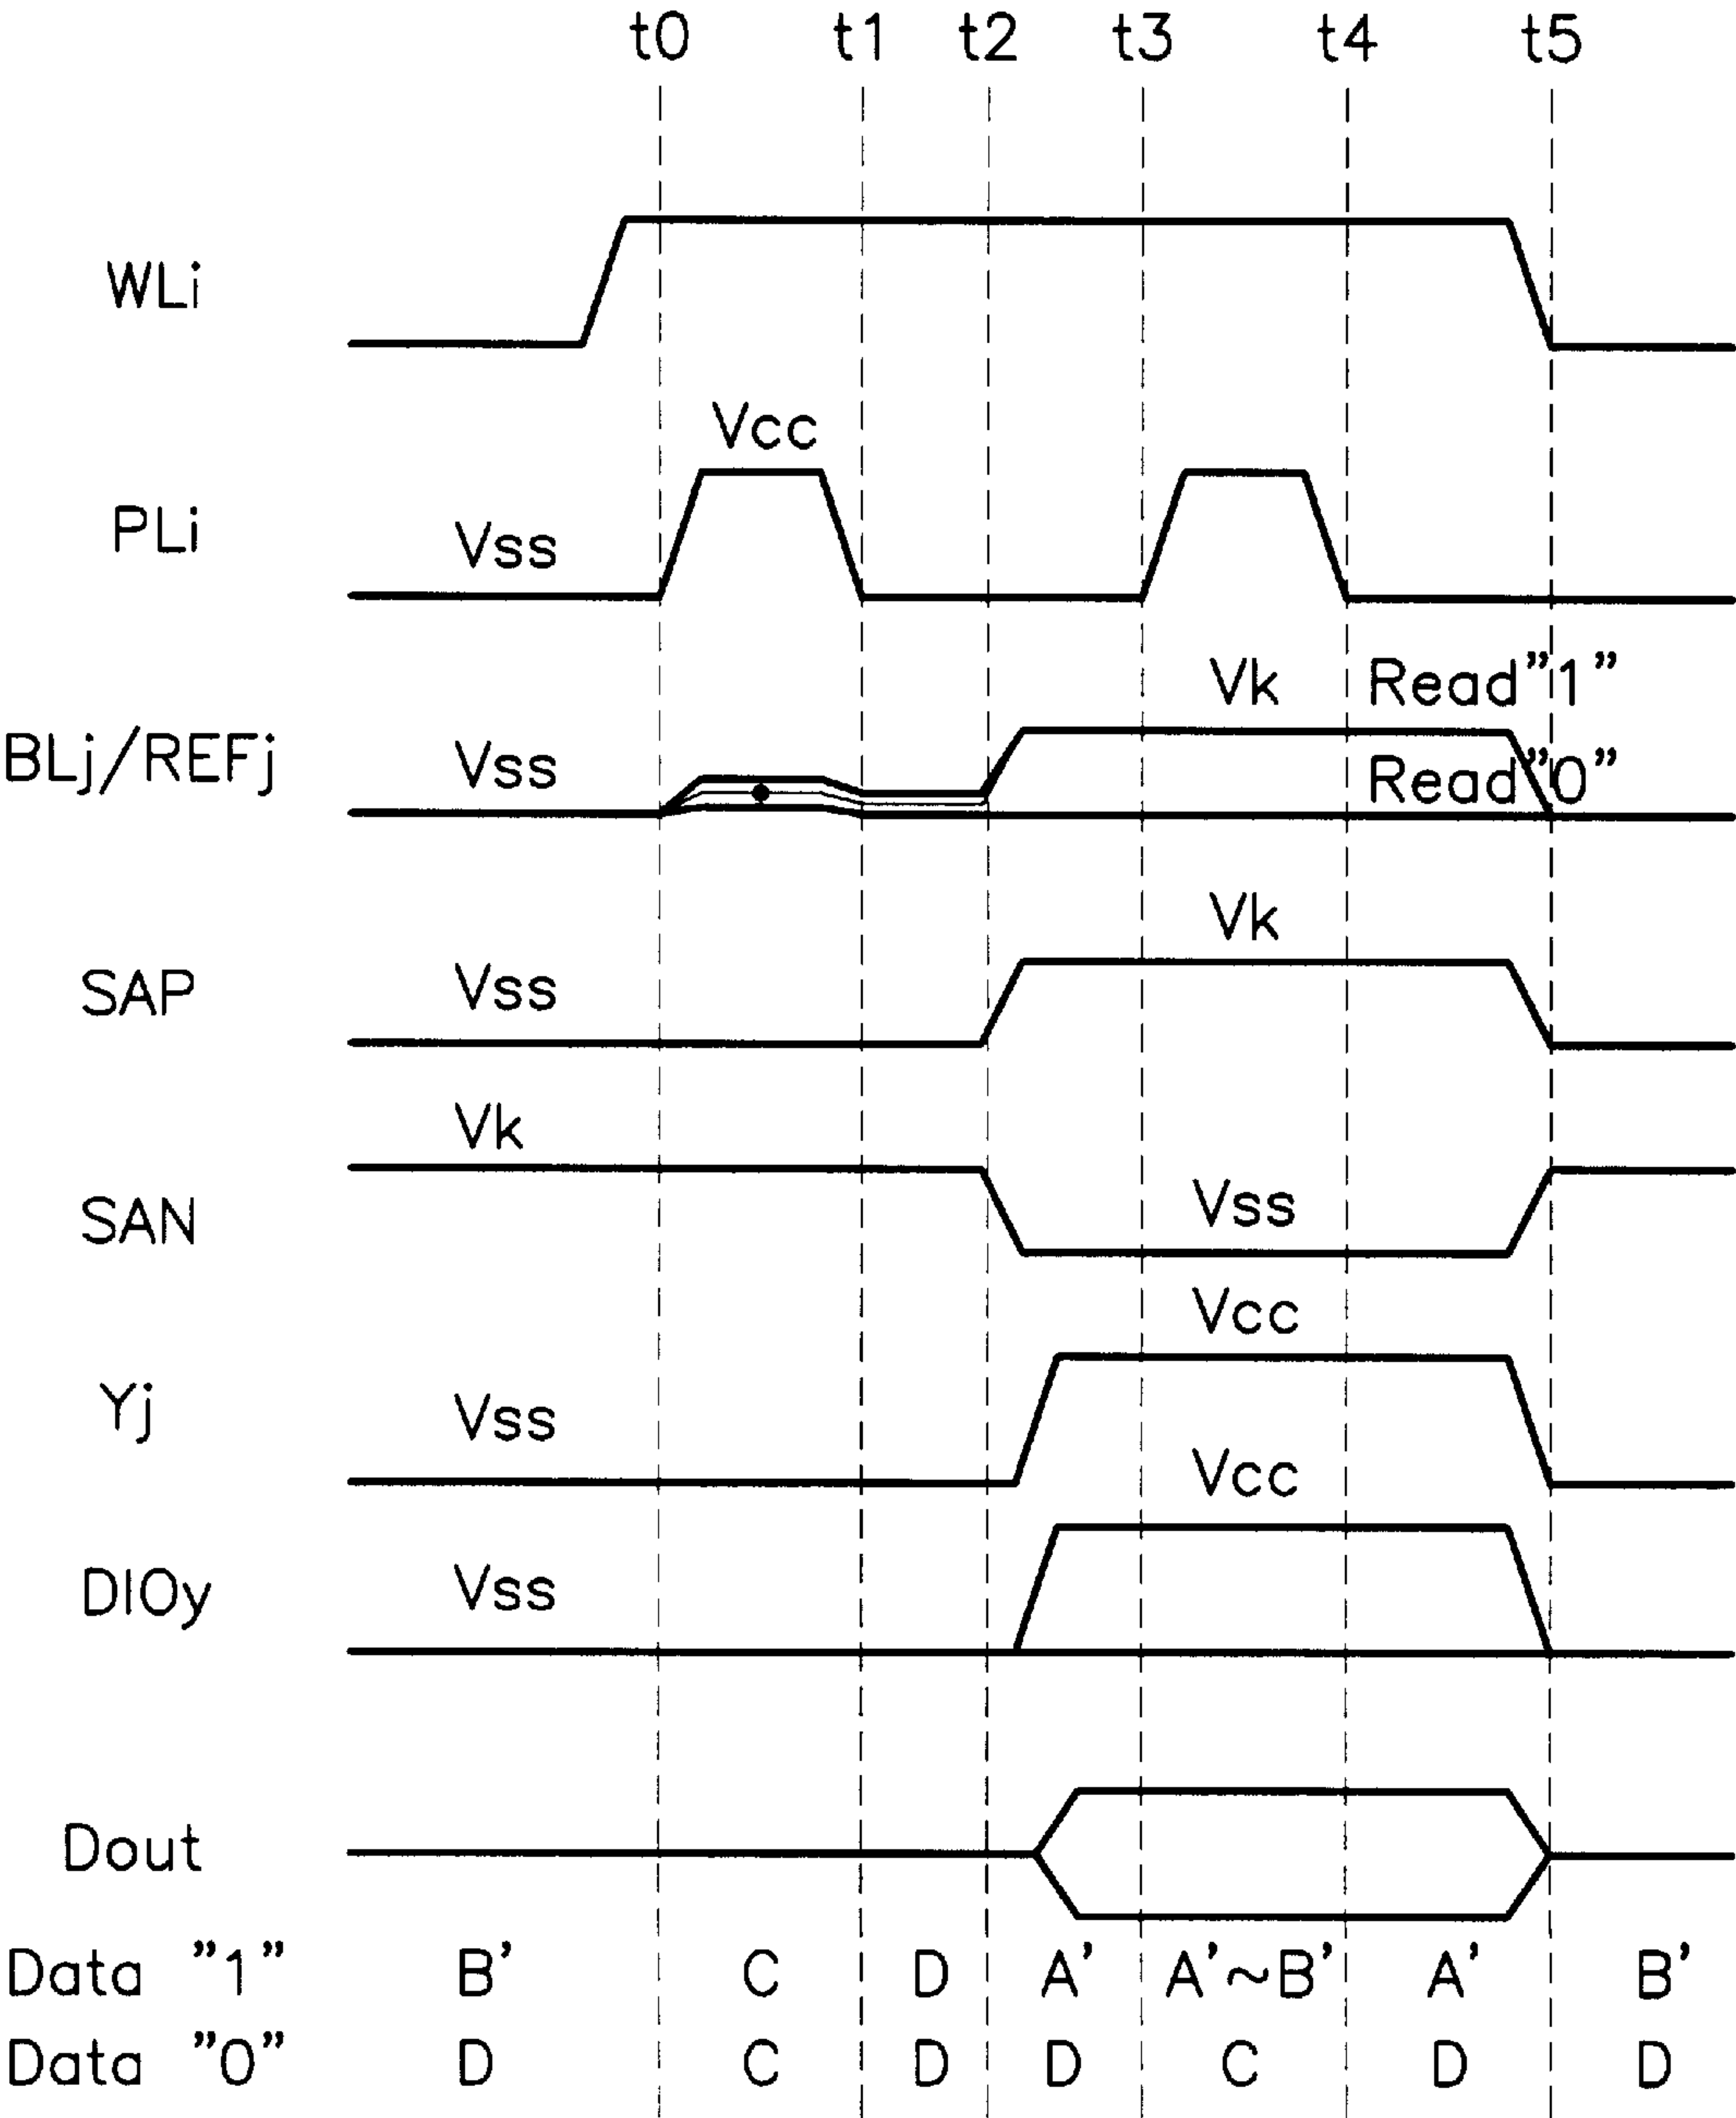 t0 t1 t2 t3 t4 t5
WLi
Vcc
PLi Vss
Vk Read"1"
BLj/REFj Vss Read"0"
Vk
SAP Vss
Vk
SAN Vss
Vcc
Yj Vss
Vcc
DIOy Vss
Dout
Data "1" B' C D A' A'~B' A' B'
Data "0" D C D D C D D